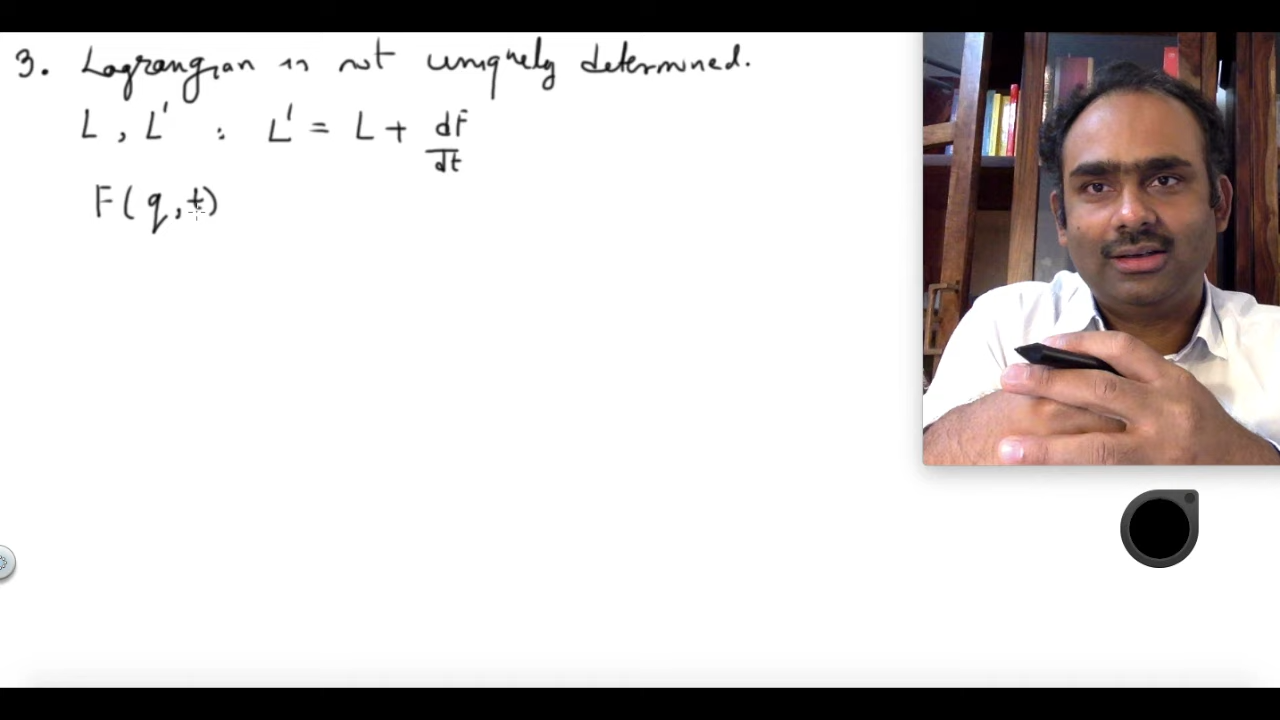 3. Lagrangian is not uniquely determined.
L, L' : L' = L + dF/dt
F(q,t)